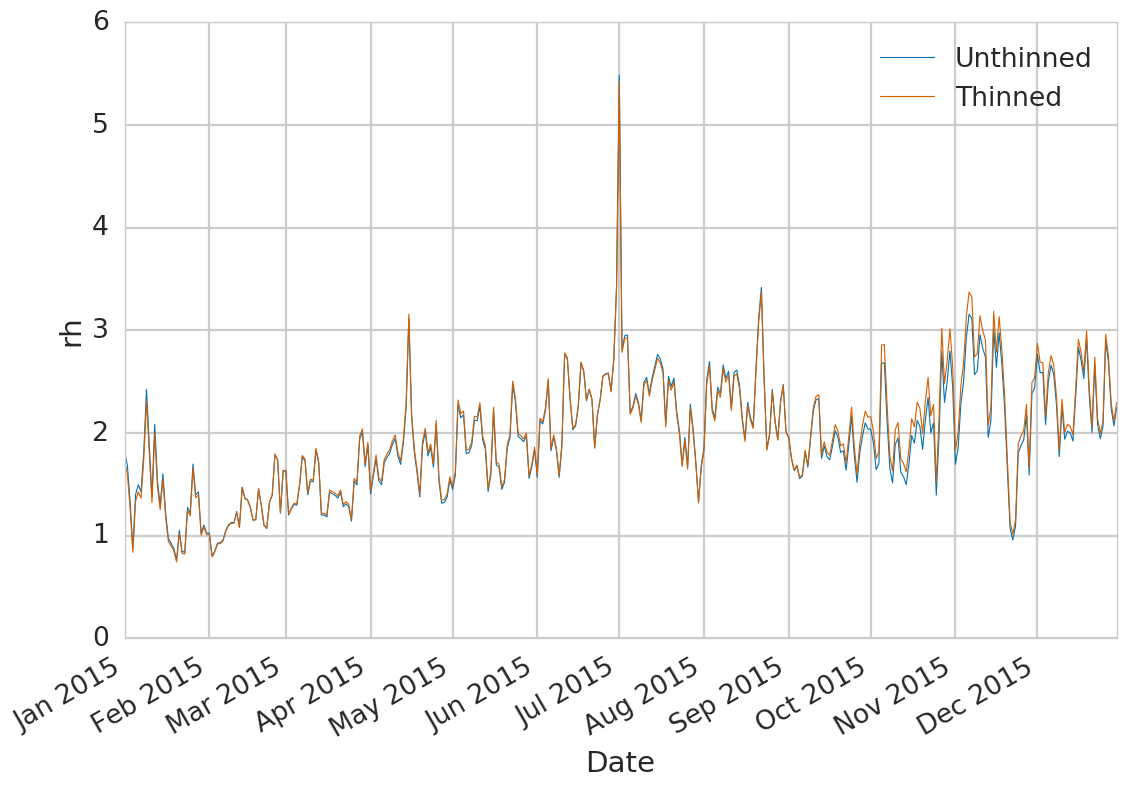 6
5
4
3
2
1
0
rh
Unthinned
Thinned
Jan 2015
Feb 2015
Mar 2015
Apr 2015
May 2015
Jun 2015
Jul 2015
Aug 2015
Sep 2015
Oct 2015
Nov 2015
Dec 2015
Date